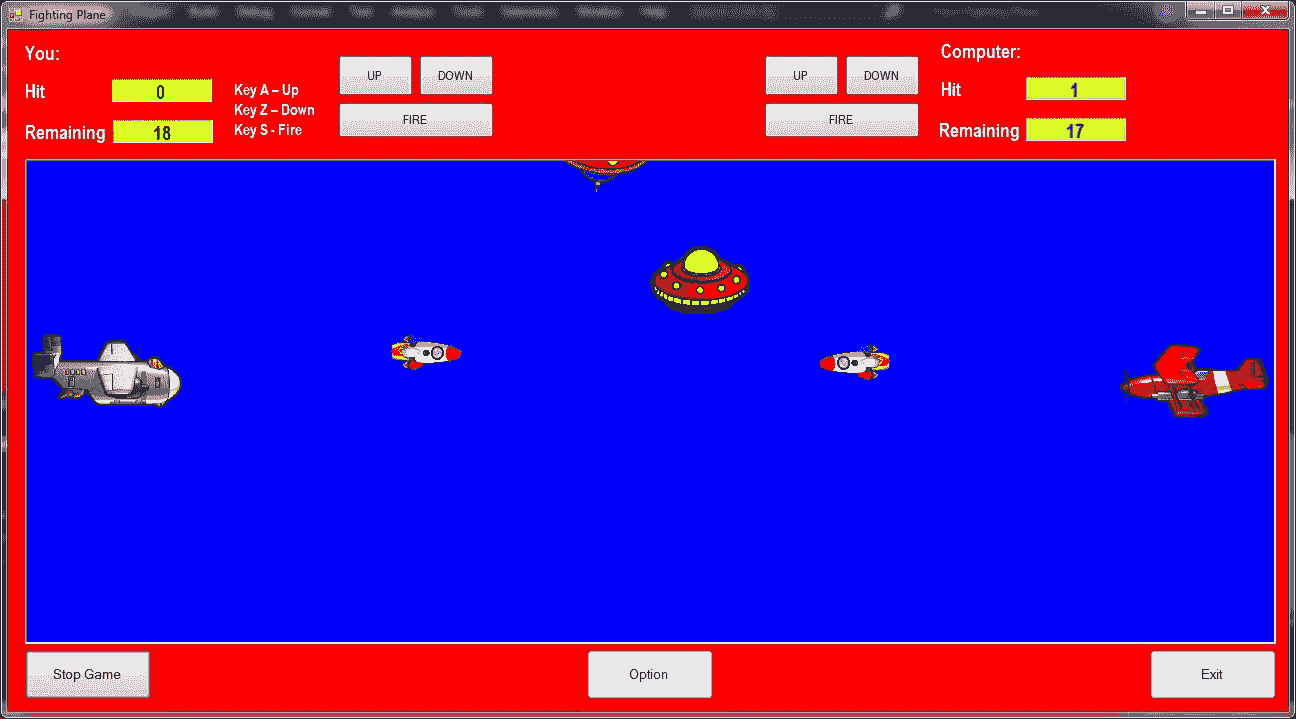 Fighting Plane
You:
Hit 0
Remaining 18
Key A – Up
Key Z – Down
Key S - Fire
UP DOWN
FIRE
UP DOWN
FIRE
Computer:
Hit 1
Remaining 17
Stop Game
Option
Exit